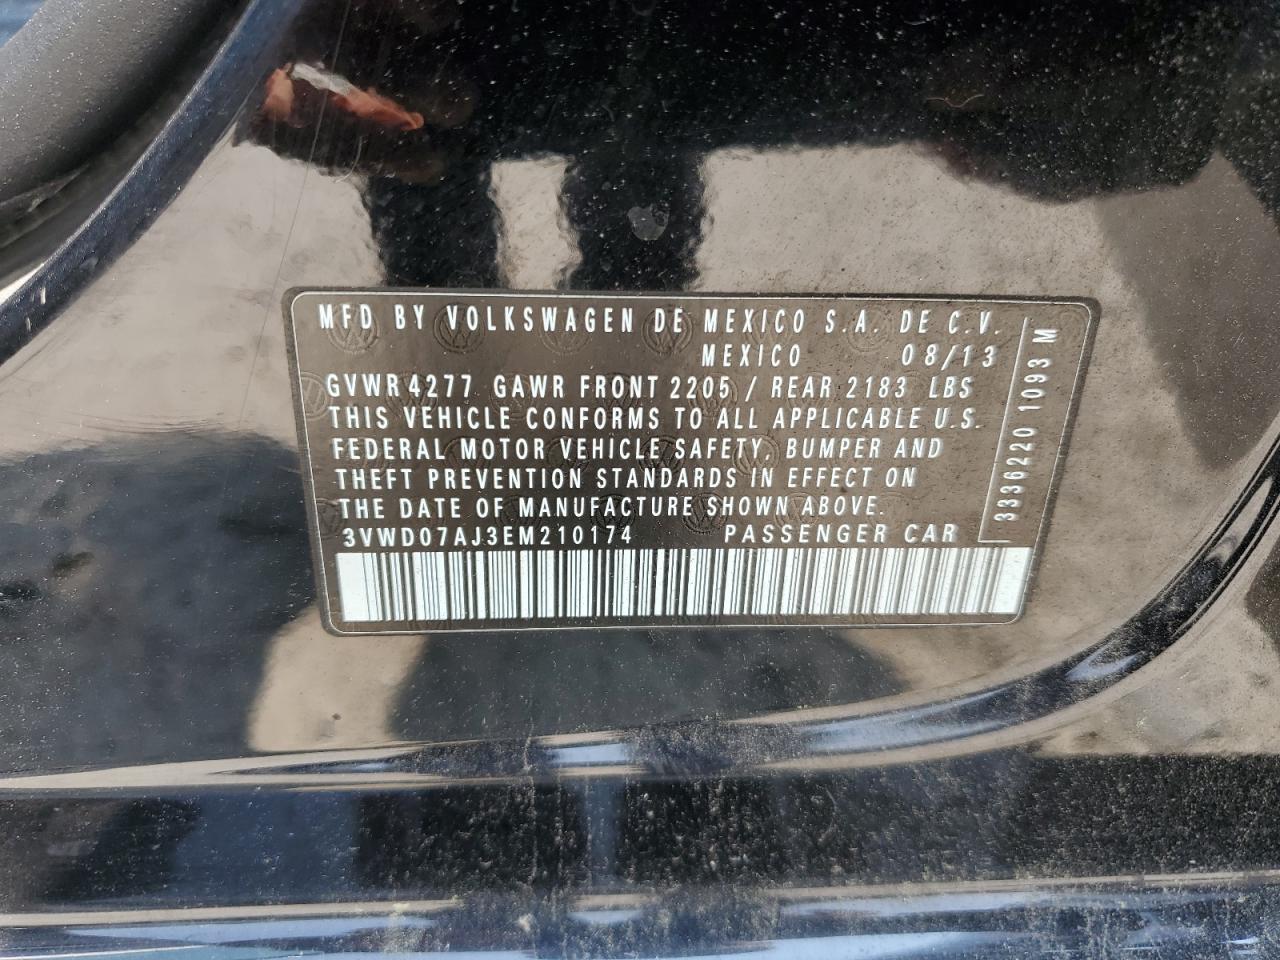 MFD BY VOLKSWAGEN DE MEXICO S.A. DE C.V.
MEXICO 08/13
GVWR 4277 GAWR FRONT 2205 / REAR 2183 LBS
THIS VEHICLE CONFORMS TO ALL APPLICABLE U.S.
FEDERAL MOTOR VEHICLE SAFETY, BUMPER AND
THEFT PREVENTION STANDARDS IN EFFECT ON
THE DATE OF MANUFACTURE SHOWN ABOVE.
3VWD07AJ3EM210174 PASSENGER CAR
3336220 1093 M